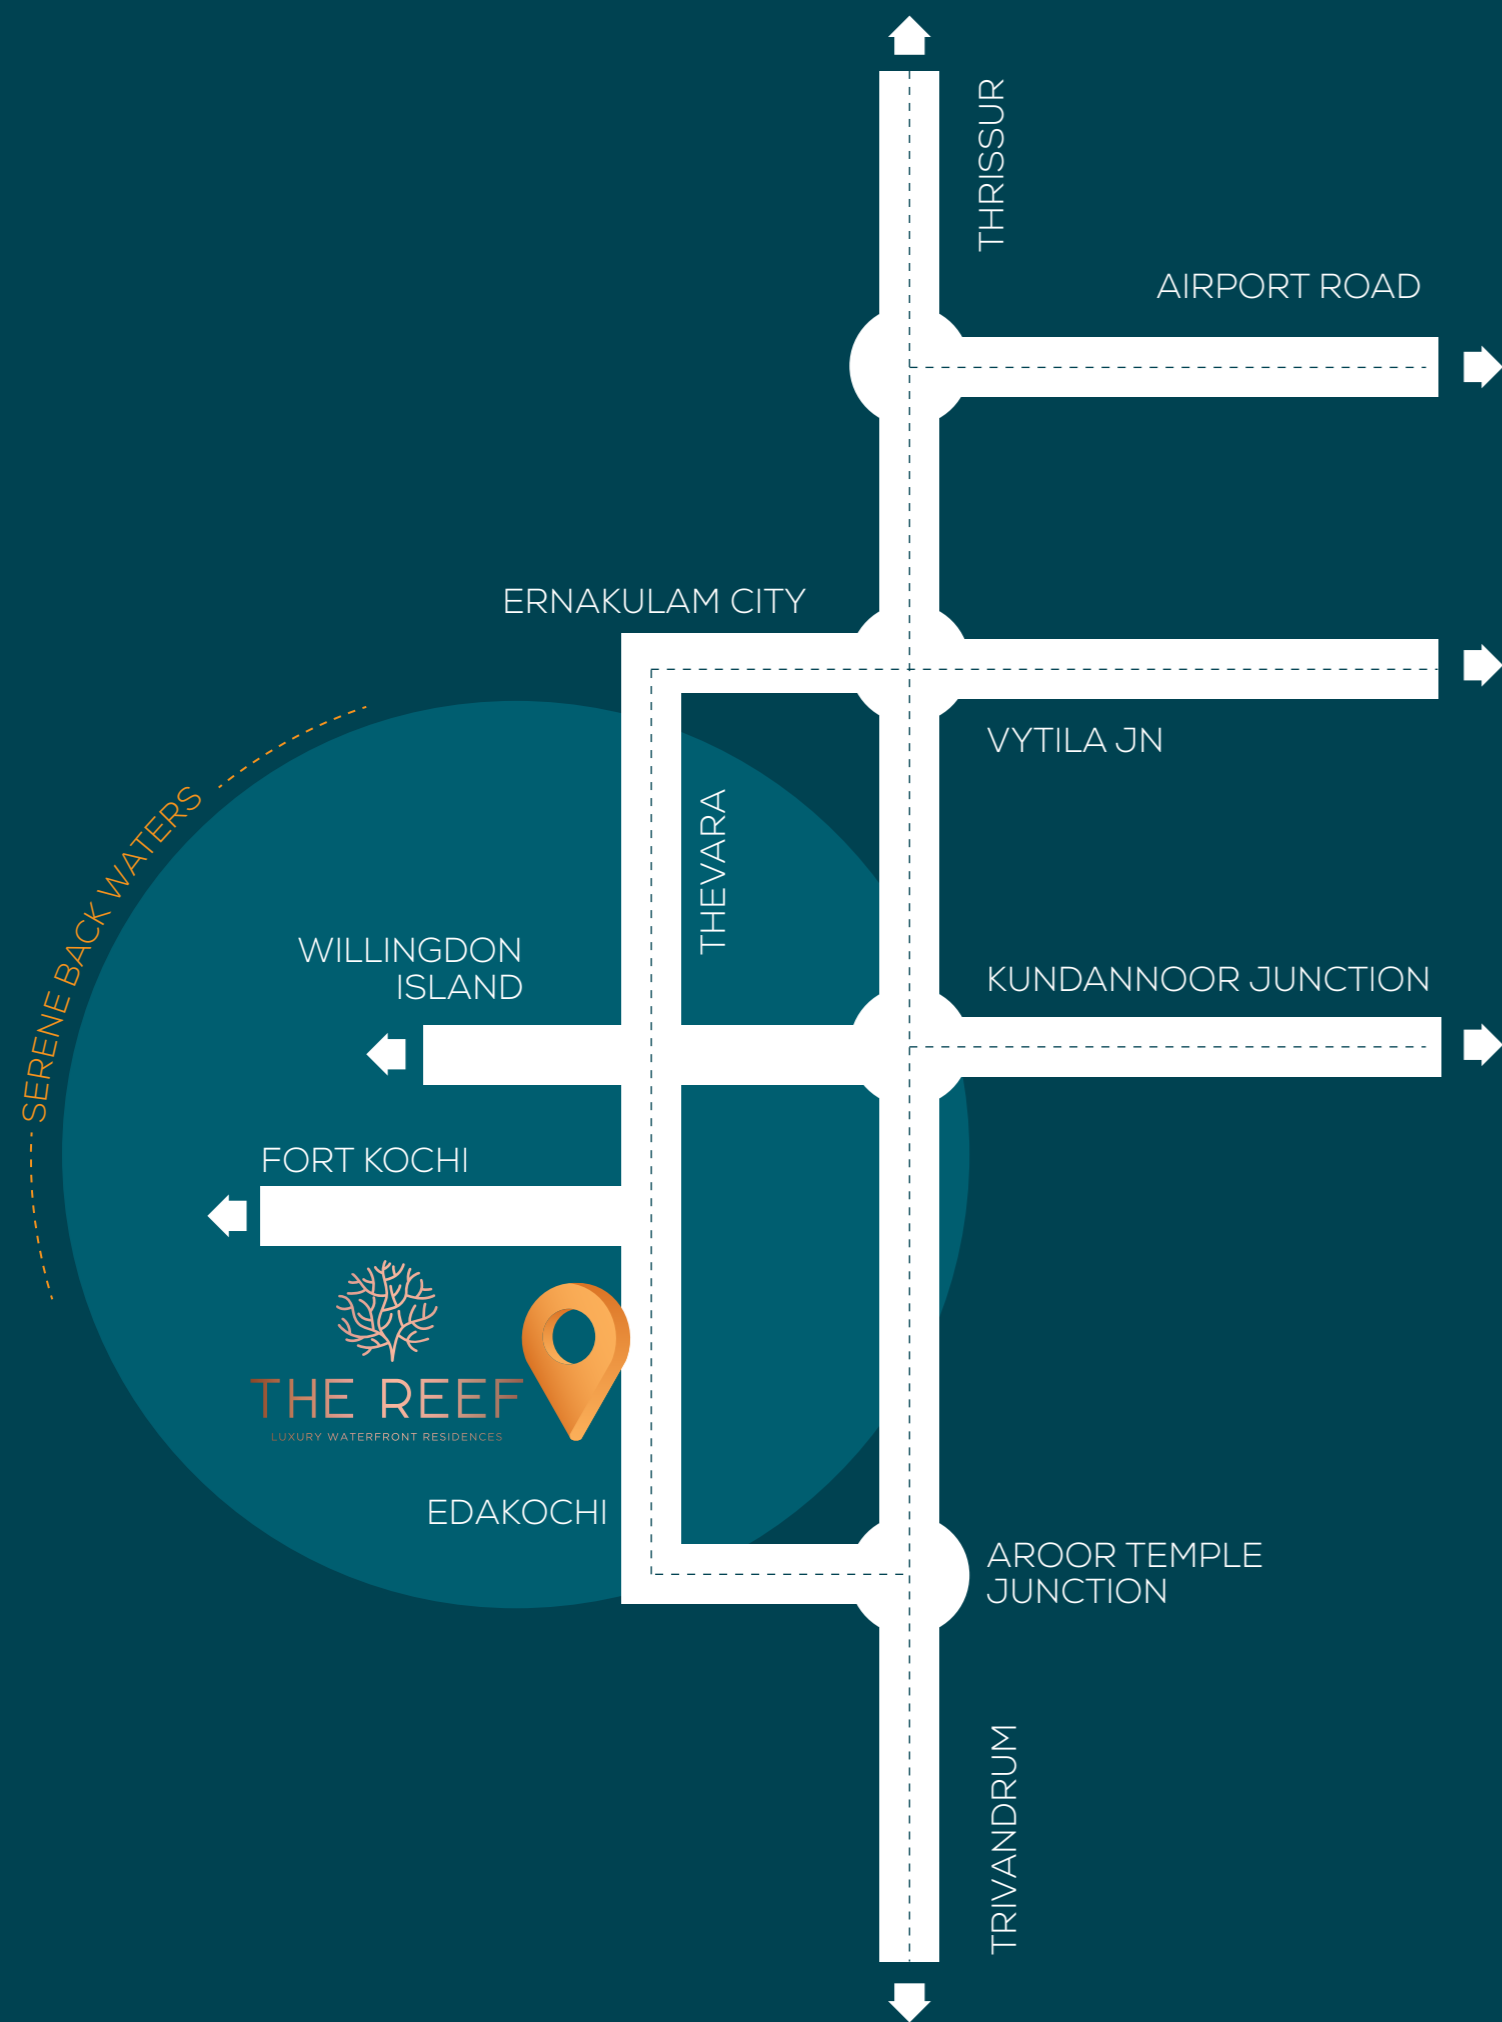 THRISSUR
AIRPORT ROAD
ERNAKULAM CITY
VYTILA JN
SERENE BACK WATERS
THEVARA
WILLINGDON
ISLAND
KUNDANNOOR JUNCTION
FORT KOCHI
THE REEF
LUXURY WATERFRONT RESIDENCES
EDAKOCHI
AROOR TEMPLE
JUNCTION
TRIVANDRUM